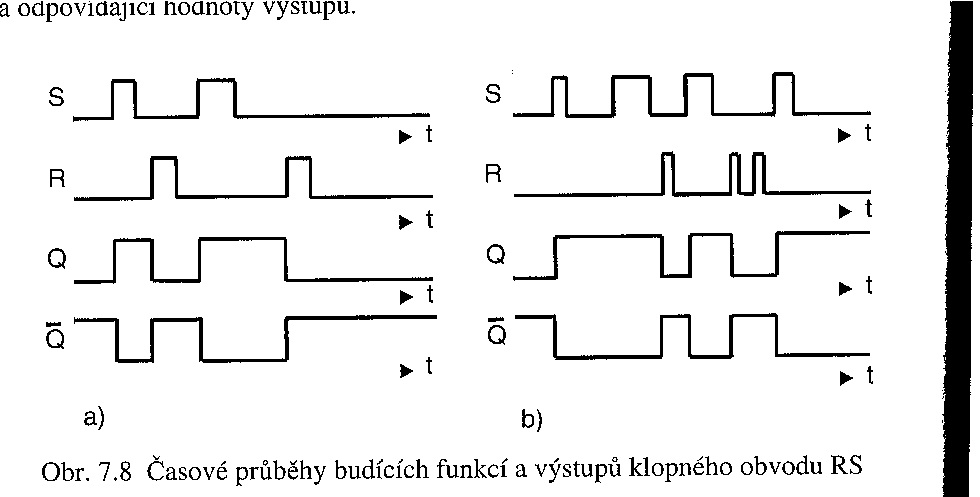 a odpovídající hodnoty výstupu.
S
t
R
t
Q
t
Q̄
t
a)
S
t
R
t
Q
t
Q̄
t
b)
Obr. 7.8 Časové průběhy budících funkcí a výstupů klopného obvodu RS